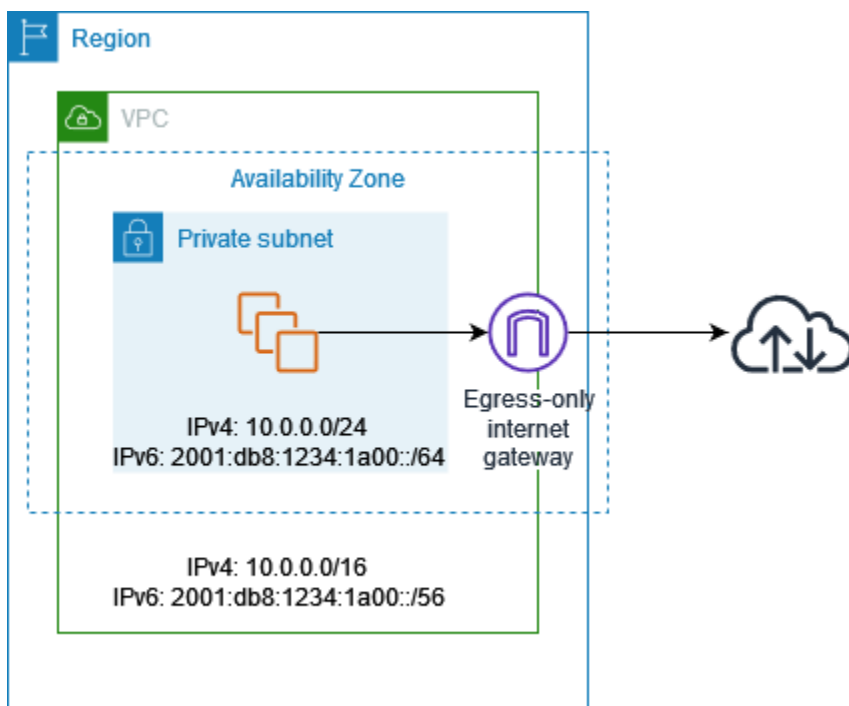 Region
VPC
Availability Zone
Private subnet
IPv4: 10.0.0.0/24
IPv6: 2001:db8:1234:1a00::/64
Egress-only
internet
gateway
IPv4: 10.0.0.0/16
IPv6: 2001:db8:1234:1a00::/56